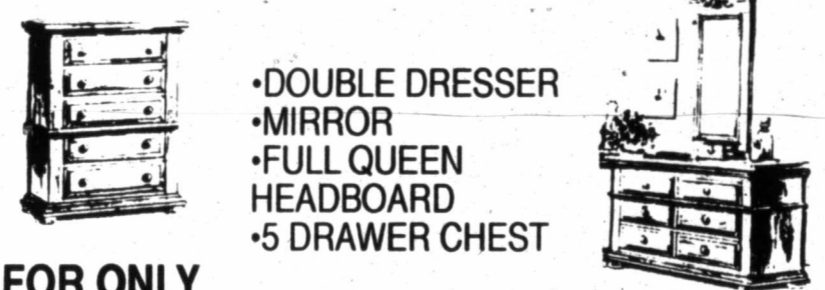 •DOUBLE DRESSER
•MIRROR
•FULL QUEEN
HEADBOARD
•5 DRAWER CHEST
FOR ONLY